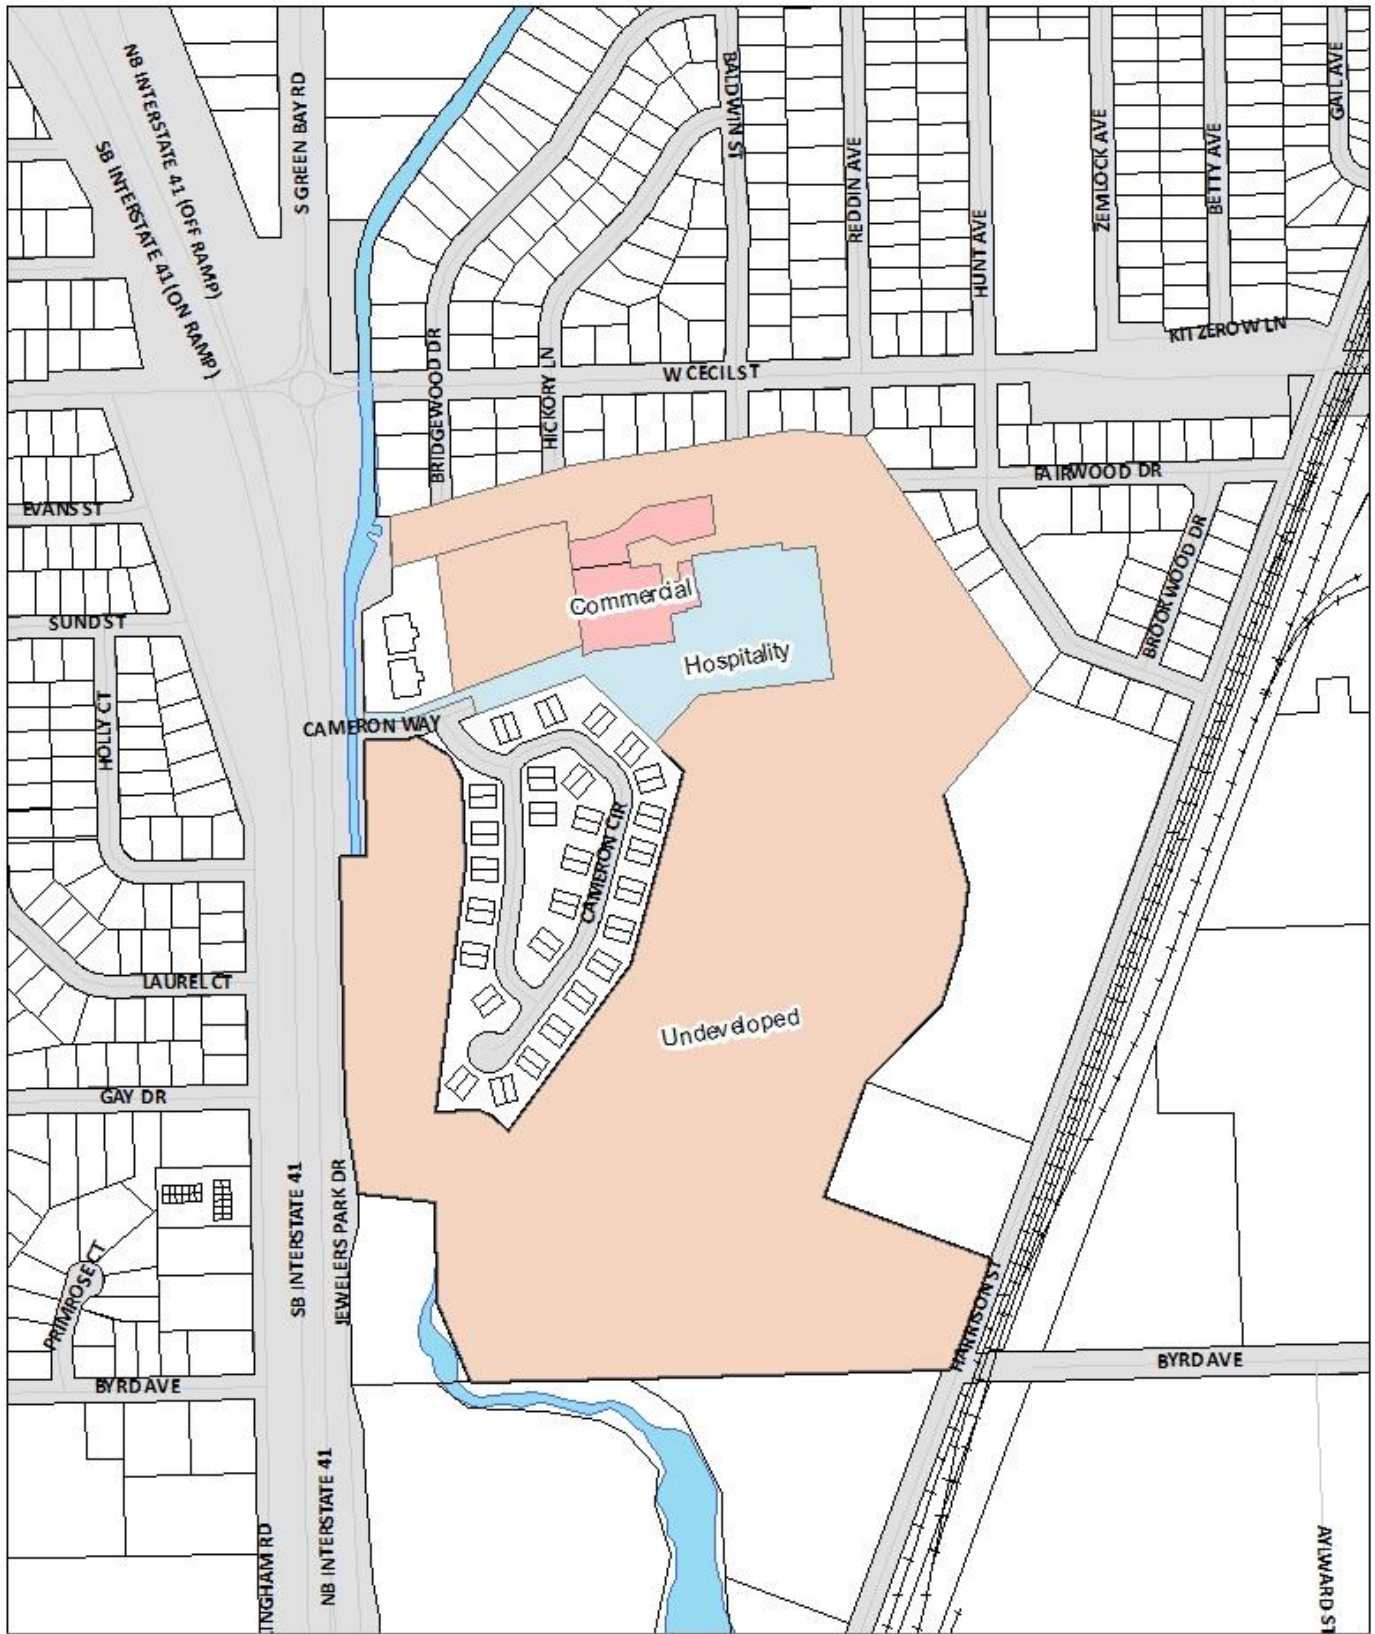 NB INTERSTATE 41 (OFF RAMP)
SB INTERSTATE 41 (ON RAMP)
S GREEN BAY RD
BALDWIN ST
REDDIN AVE
HUNT AVE
ZEMLOCK AVE
BETTY AVE
GAIL AVE
KITZEROW LN
W CECIL ST
BRIDGEWOOD DR
HICKORY LN
FAIRWOOD DR
EVANS ST
BROOKWOOD DR
Commercial
SUND ST
Hospitality
HOLLY CT
CAMERON WAY
CAMERON CIR
LAUREL CT
Undeveloped
GAY DR
SB INTERSTATE 41
JEWELERS PARK DR
PRIMROSE CT
HARRISON ST
BYRD AVE
BYRD AVE
NB INTERSTATE 41
INGHAM RD
AYLWARD ST